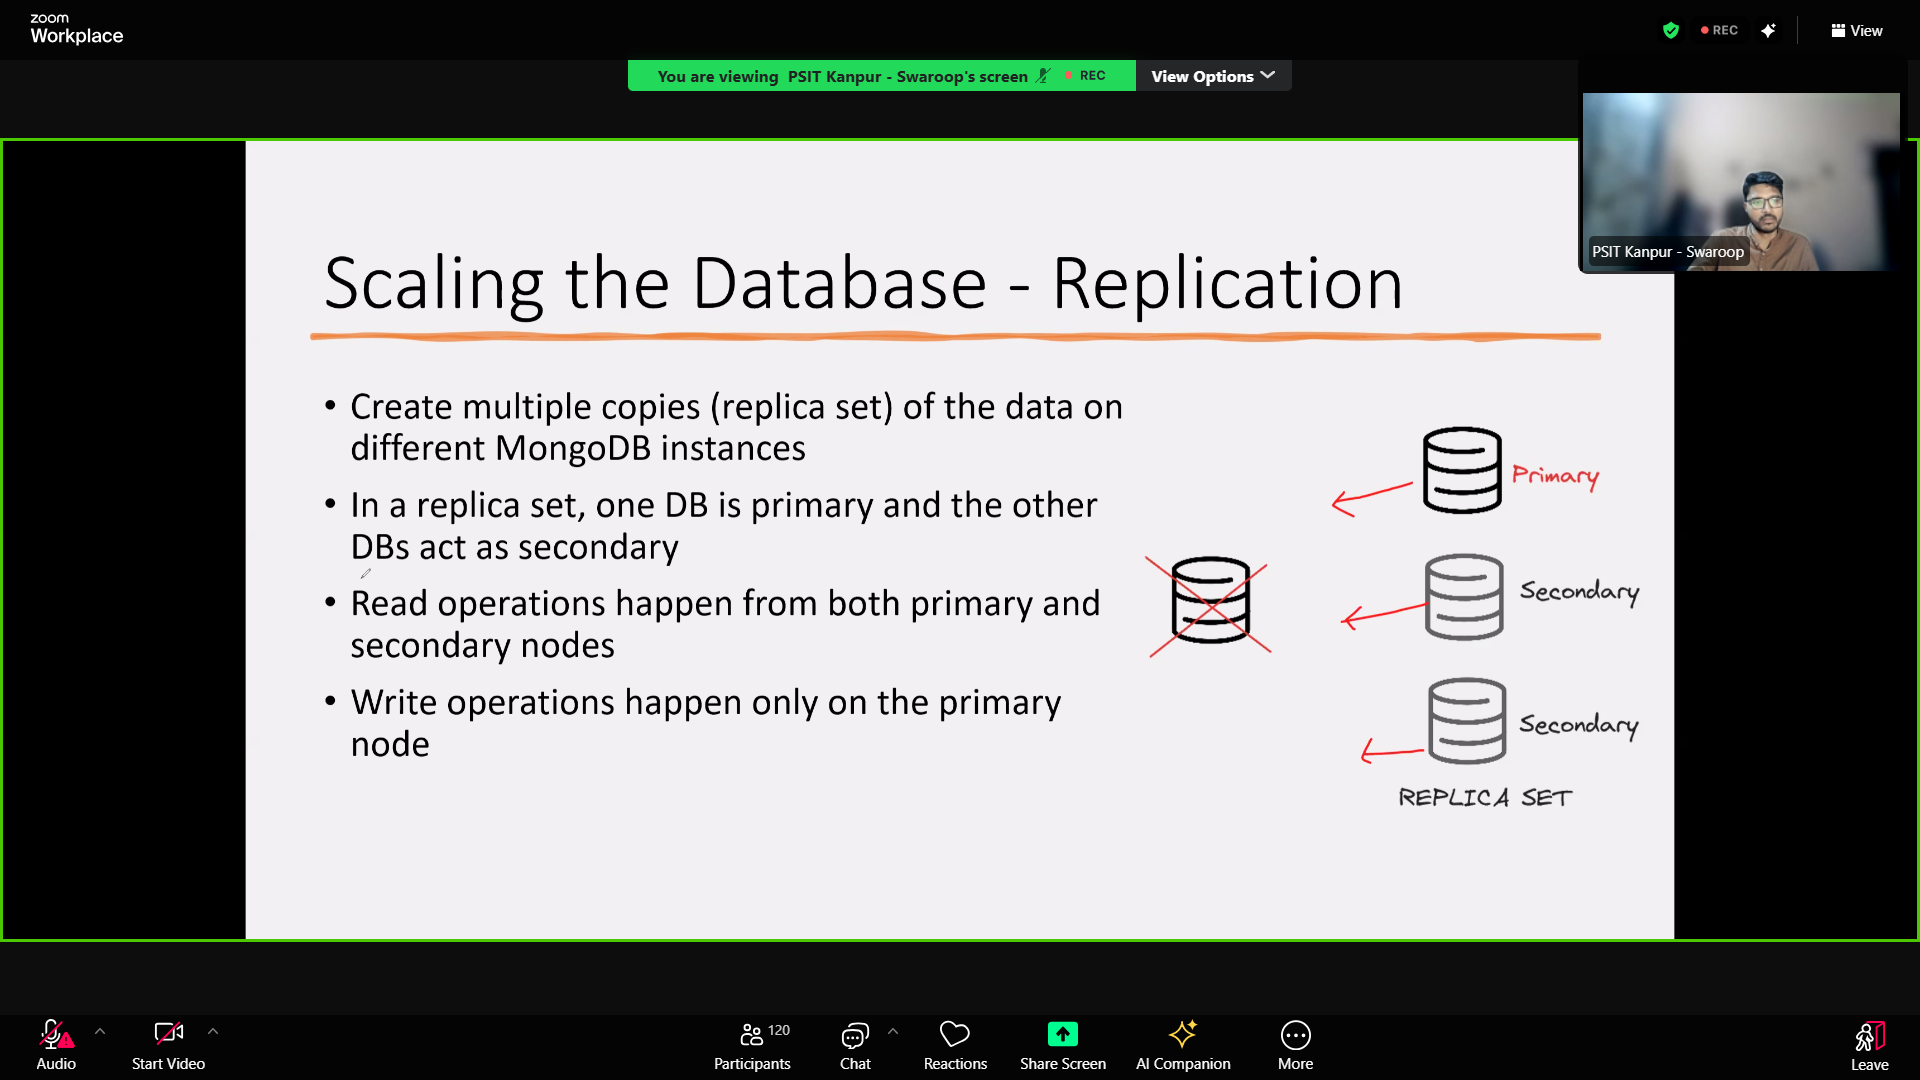 zoom
Workplace
REC
View
You are viewing PSIT Kanpur - Swaroop's screen
REC
View Options
PSIT Kanpur - Swaroop
Scaling the Database - Replication
• Create multiple copies (replica set) of the data on
different MongoDB instances
• In a replica set, one DB is primary and the other
DBs act as secondary
• Read operations happen from both primary and
secondary nodes
• Write operations happen only on the primary
node
Primary
Secondary
Secondary
REPLICA SET
Audio
Start Video
120
Participants
Chat
Reactions
Share Screen
AI Companion
More
Leave